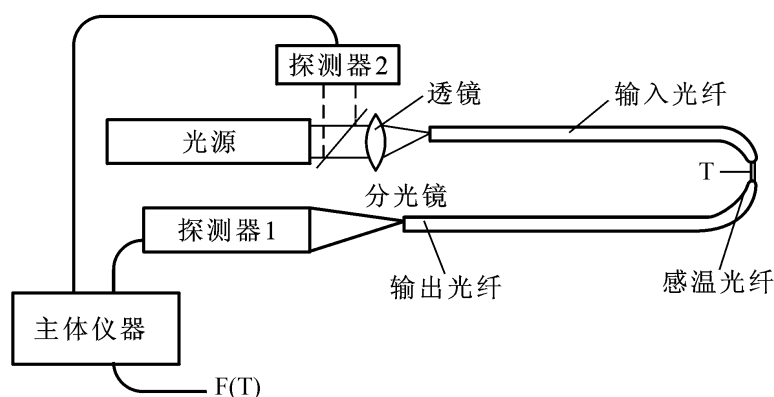 探测器2
透镜
输入光纤
光源
T
分光镜
探测器1
输出光纤
感温光纤
主体仪器
F(T)